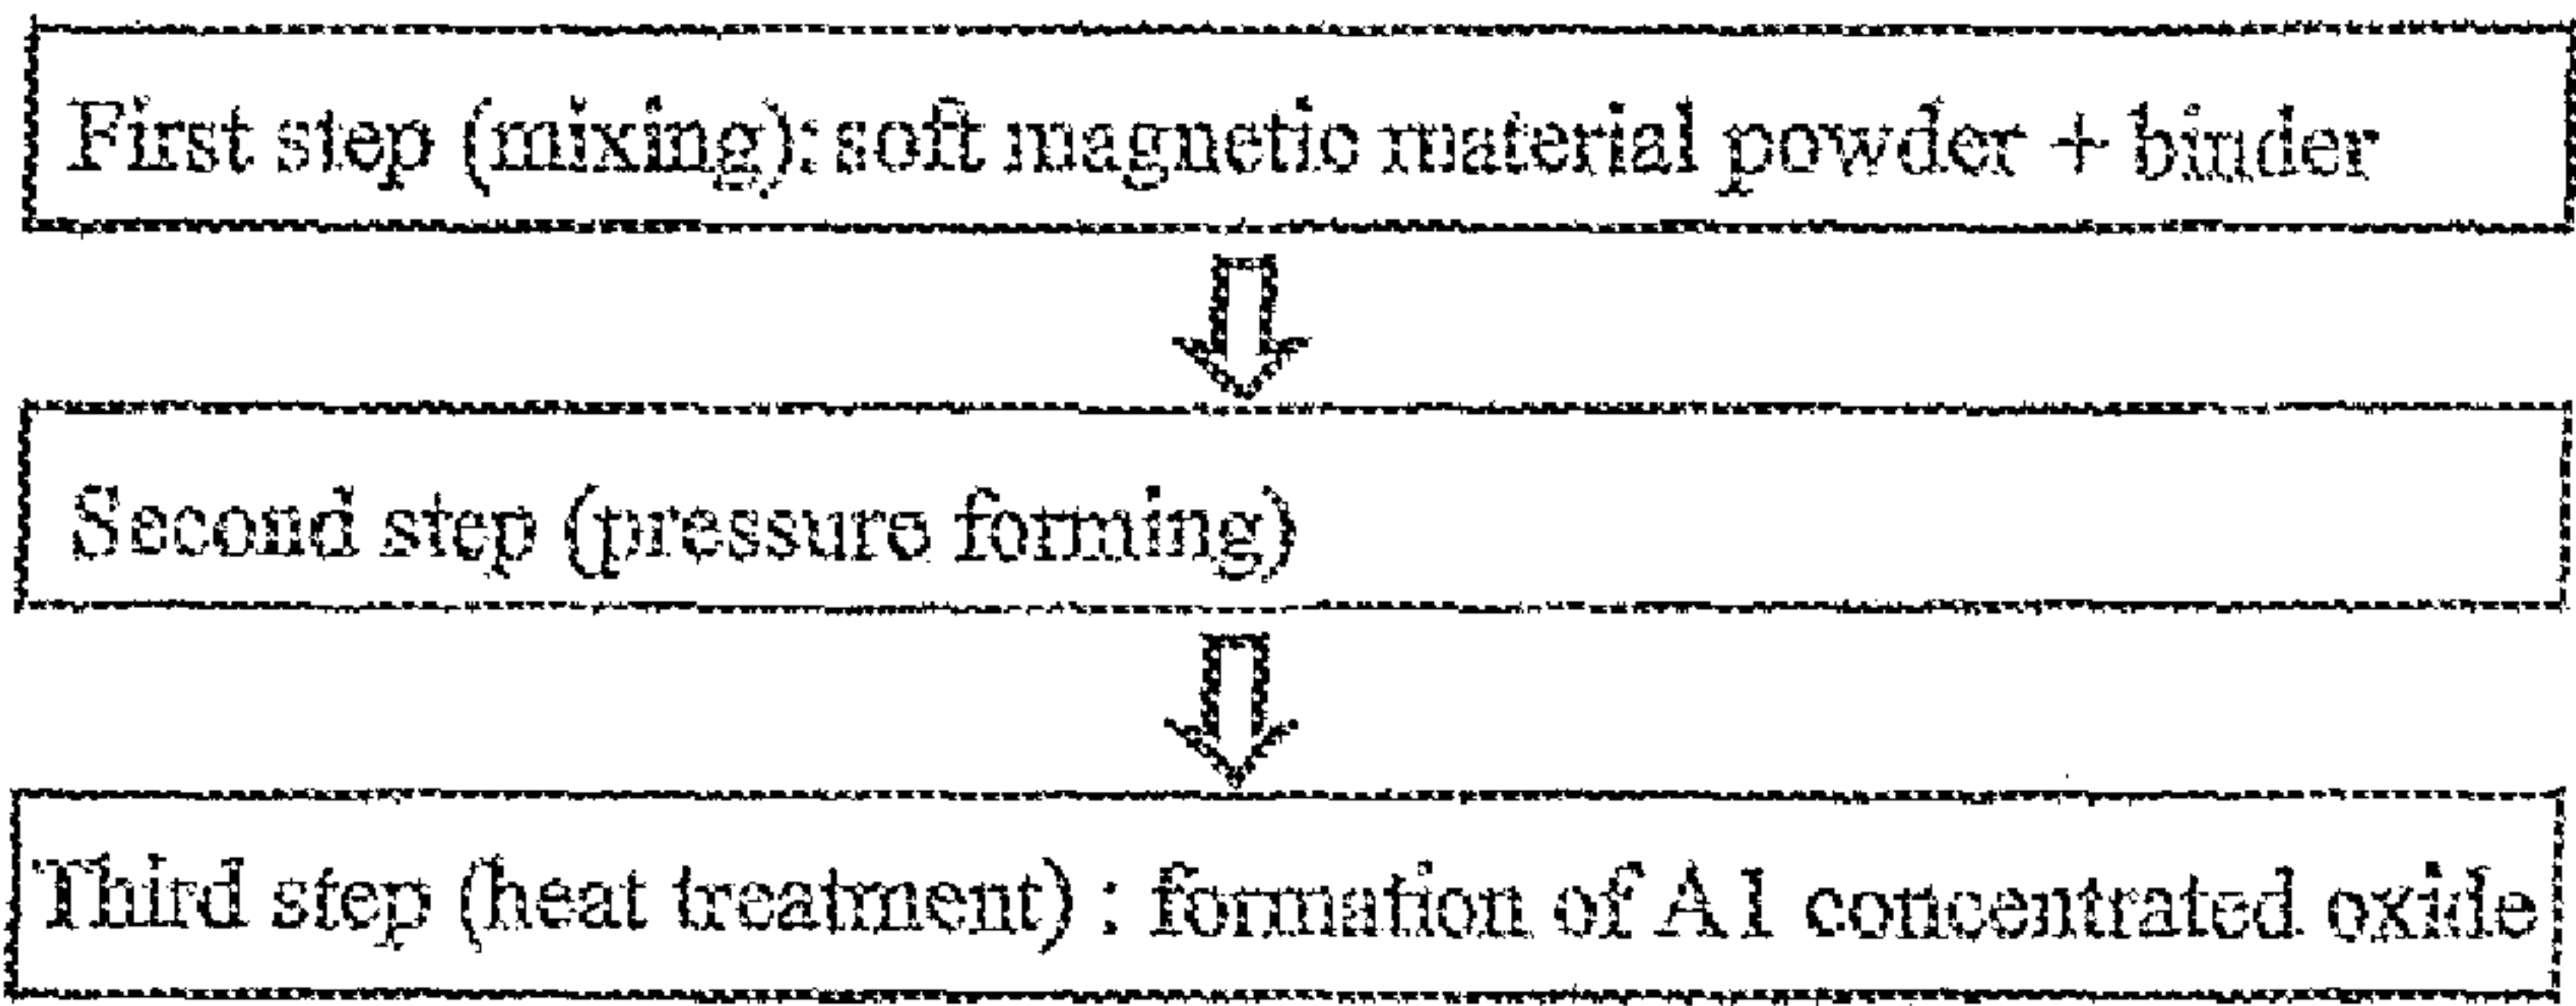 First step (mixing): soft magnetic material powder + binder
Second step (pressure forming)
Third step (heat treatment) : formation of Al concentrated oxide